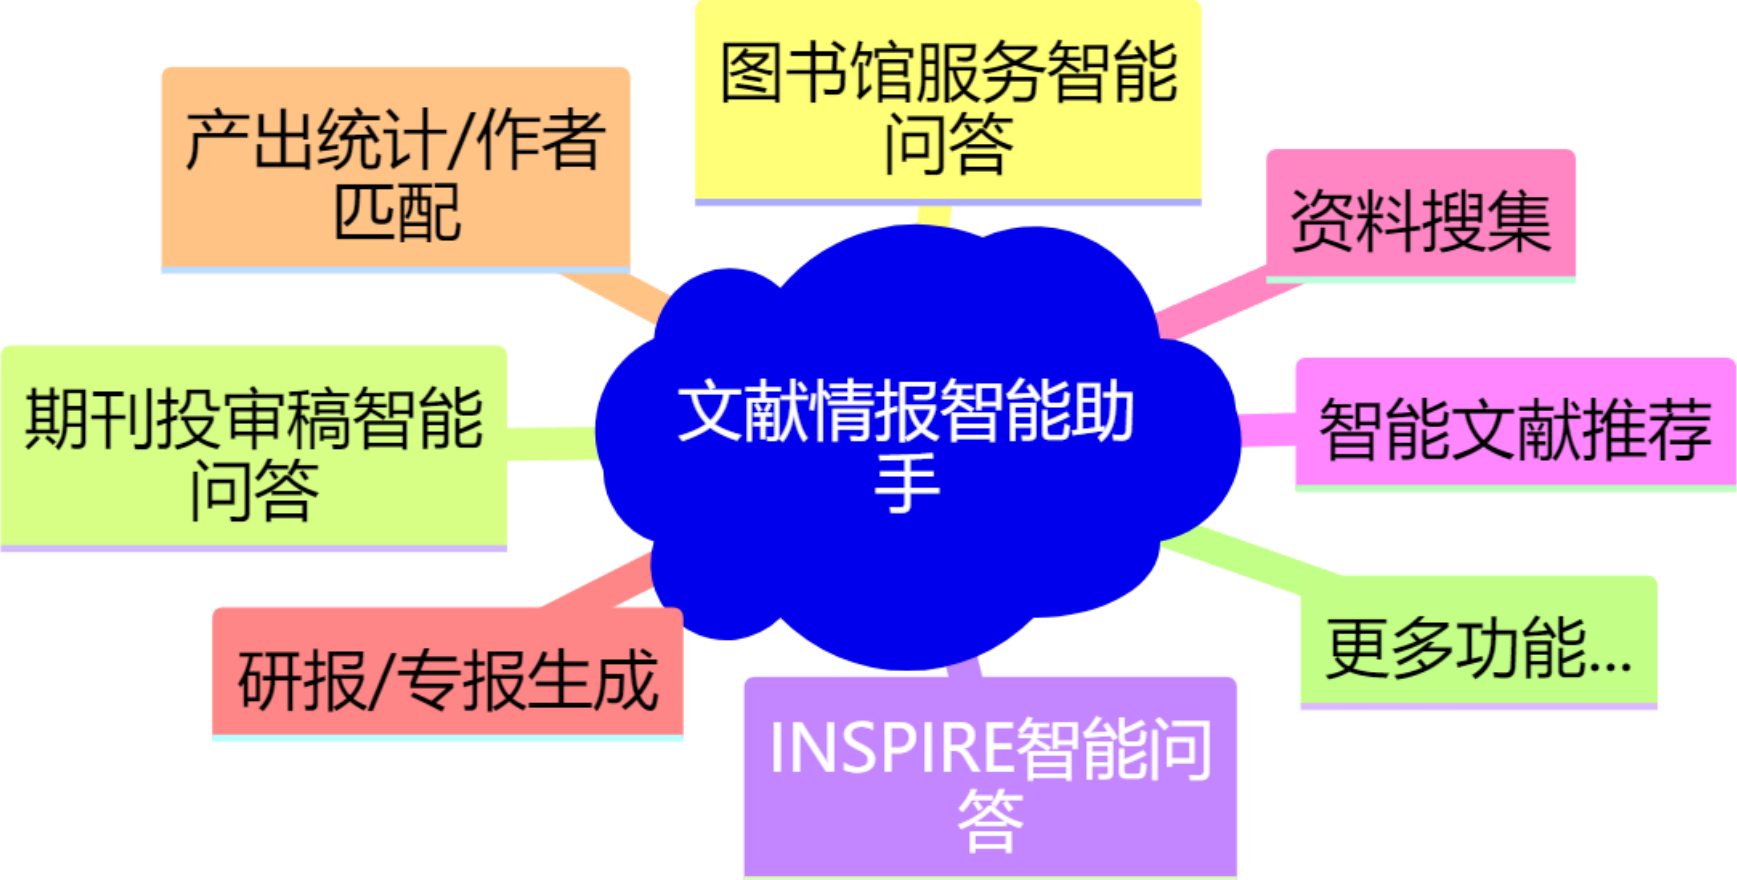 图书馆服务智能
问答
产出统计/作者
匹配
资料搜集
文献情报智能助
手
智能文献推荐
期刊投审稿智能
问答
更多功能...
研报/专报生成
INSPIRE智能问
答